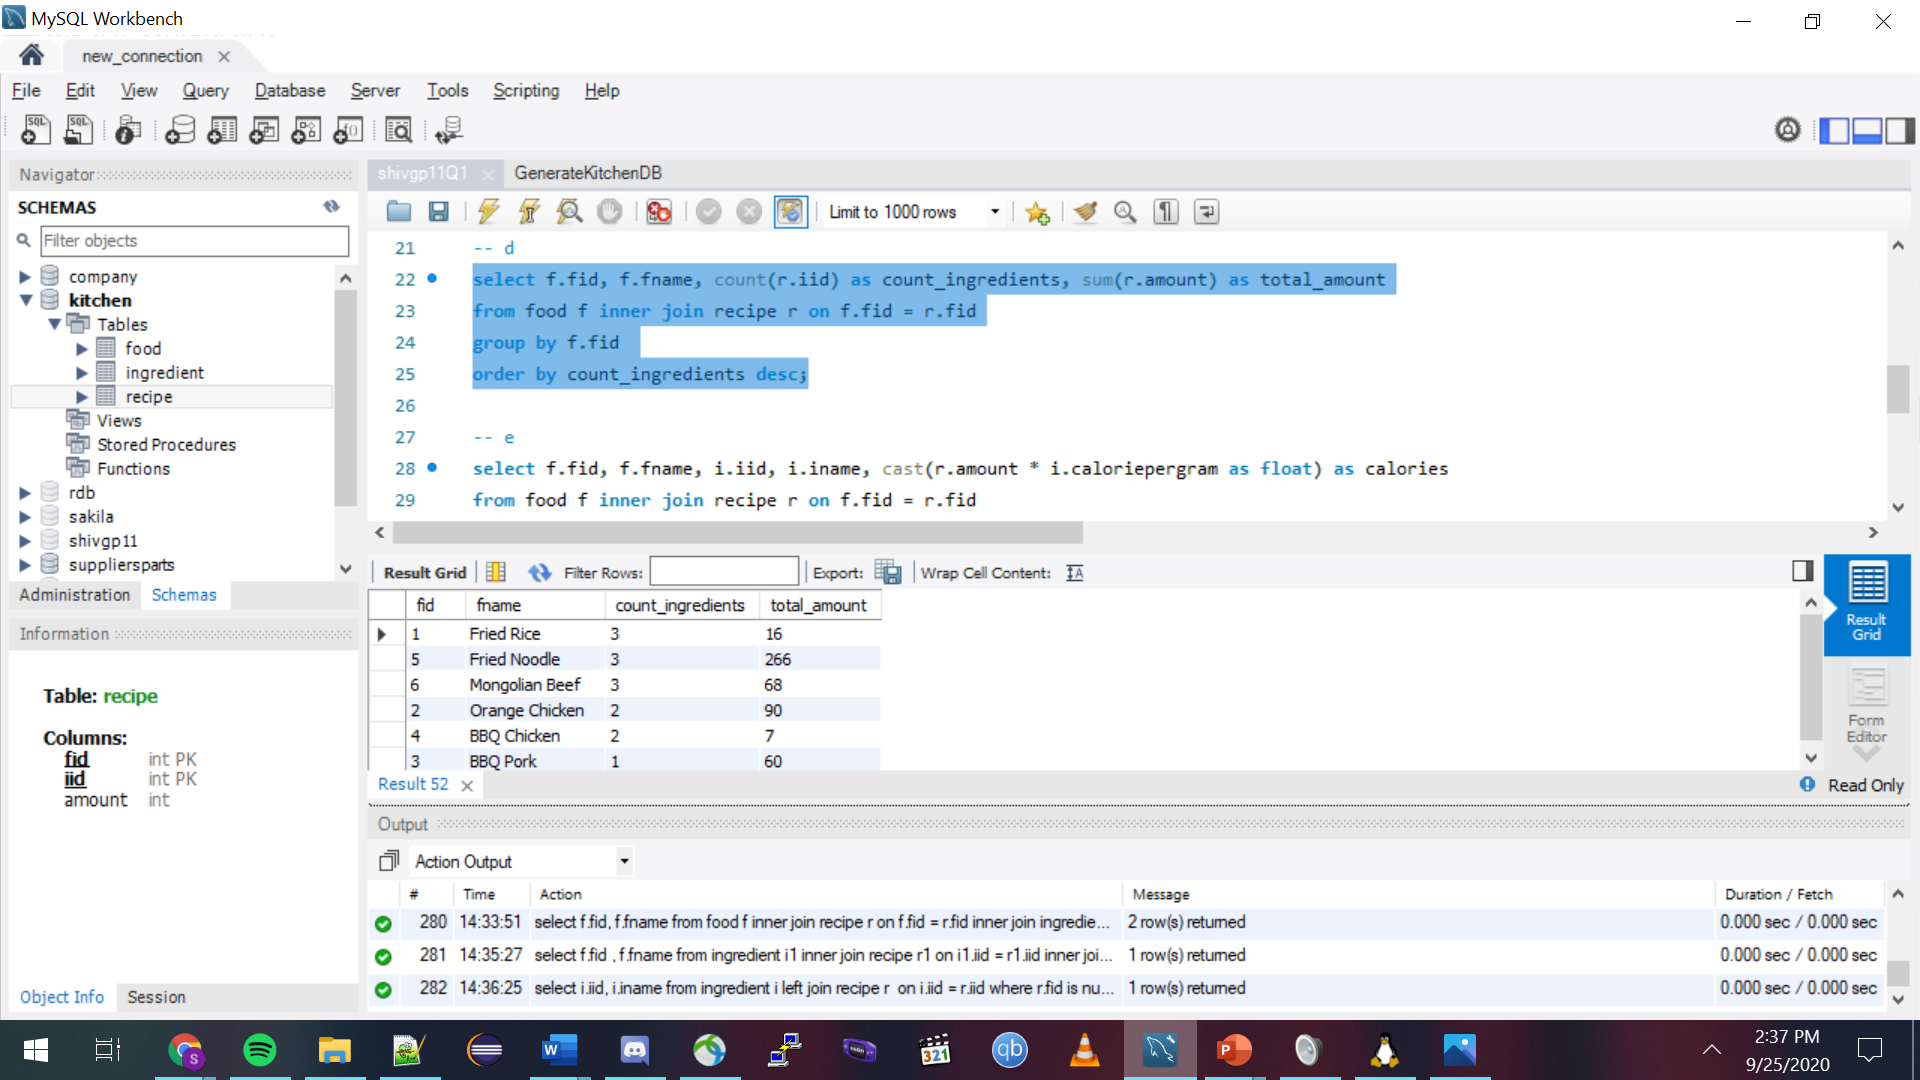 MySQL Workbench
new_connection
File Edit View Query Database Server Tools Scripting Help
Navigator
SCHEMAS
Filter objects
company
kitchen
Tables
food
ingredient
recipe
Views
Stored Procedures
Functions
rdb
sakila
shivgp11
suppliersparts
Administration Schemas
Information
Table: recipe
Columns:
fid int PK
iid int PK
amount int
Object Info Session
shivgp11Q1 GenerateKitchenDB
Limit to 1000 rows
21 -- d
22 select f.fid, f.fname, count(r.iid) as count_ingredients, sum(r.amount) as total_amount
23 from food f inner join recipe r on f.fid = r.fid
24 group by f.fid
25 order by count_ingredients desc;
26
27 -- e
28 select f.fid, f.fname, i.iid, i.iname, cast(r.amount * i.caloriepergram as float) as calories
29 from food f inner join recipe r on f.fid = r.fid
Result Grid Filter Rows: Export: Wrap Cell Content:
fid fname count_ingredients total_amount
1 Fried Rice 3 16
5 Fried Noodle 3 266
6 Mongolian Beef 3 68
2 Orange Chicken 2 90
4 BBQ Chicken 2 7
3 BBQ Pork 1 60
Result Grid
Form Editor
Result 52
Read Only
Output
Action Output
# Time Action Message Duration / Fetch
280 14:33:51 select f.fid, f.fname from food f inner join recipe r on f.fid = r.fid inner join ingredie... 2 row(s) returned 0.000 sec / 0.000 sec
281 14:35:27 select f.fid , f.fname from ingredient i1 inner join recipe r1 on i1.iid = r1.iid inner joi... 1 row(s) returned 0.000 sec / 0.000 sec
282 14:36:25 select i.iid, i.iname from ingredient i left join recipe r on i.iid = r.iid where r.fid is nu... 1 row(s) returned 0.000 sec / 0.000 sec
2:37 PM
9/25/2020